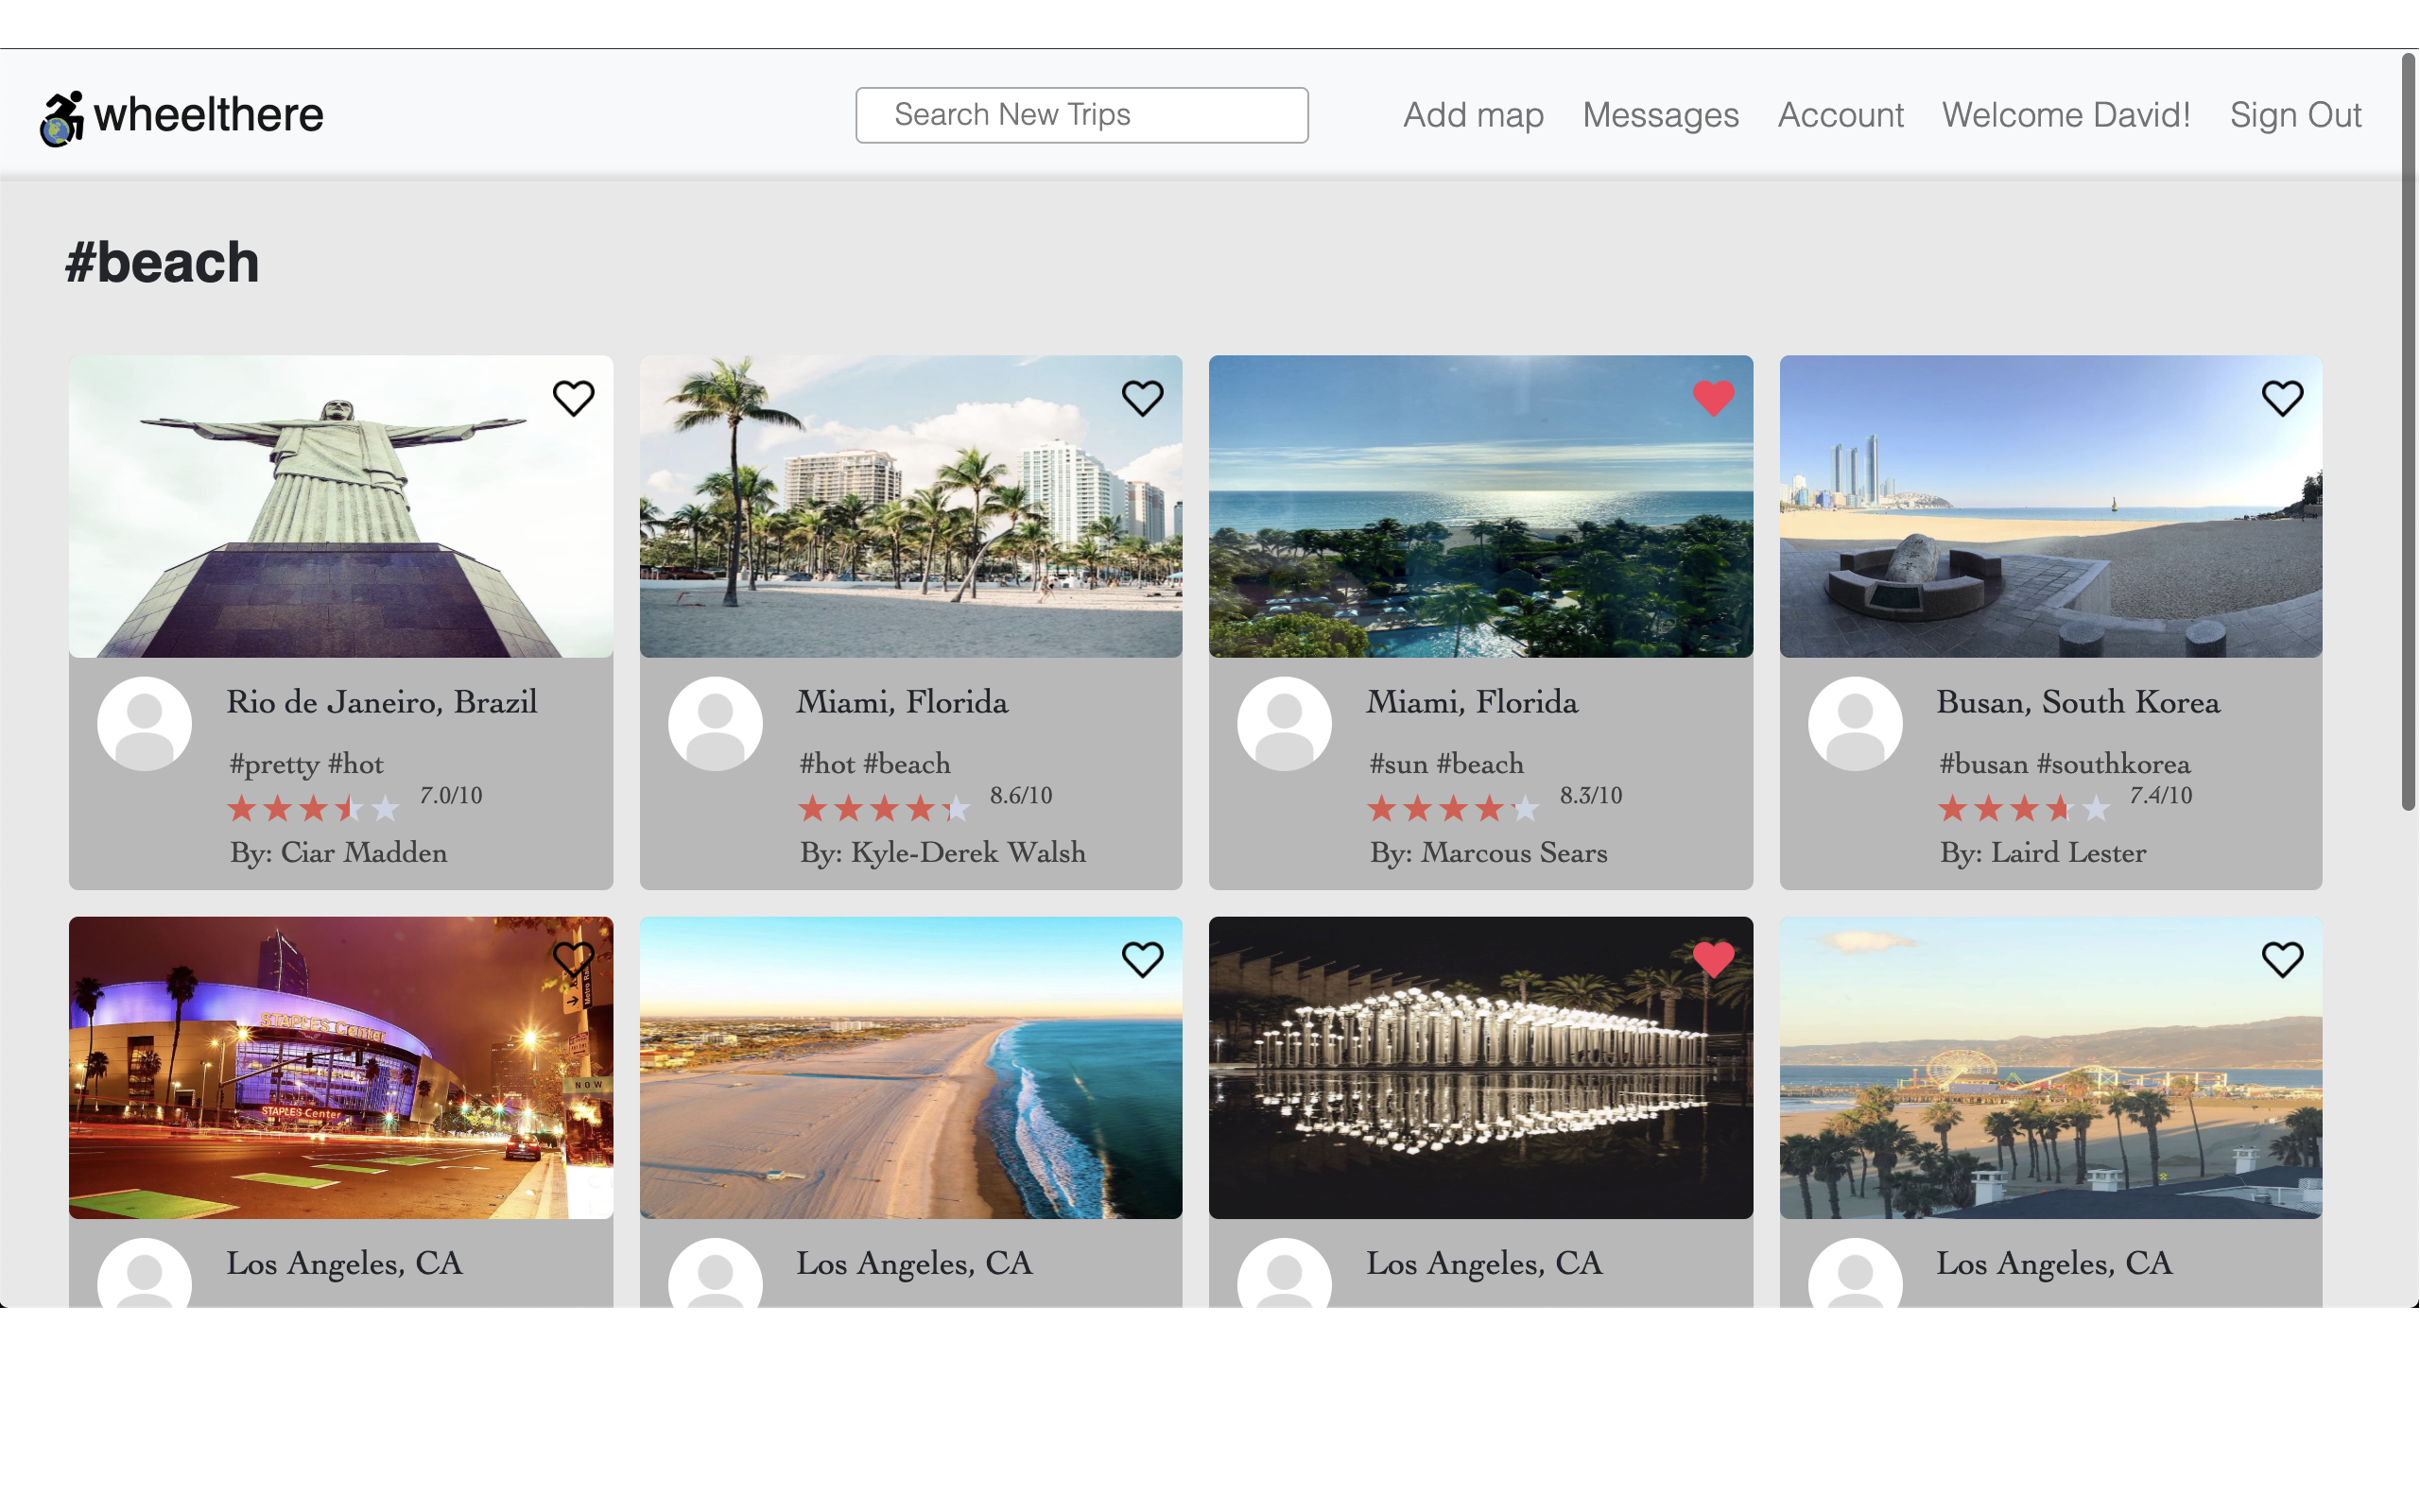 wheelthere
Search New Trips
Add map
Messages
Account
Welcome David!
Sign Out
#beach
Rio de Janeiro, Brazil
#pretty #hot
7.0/10
By: Ciar Madden
Miami, Florida
#hot #beach
8.6/10
By: Kyle-Derek Walsh
Miami, Florida
#sun #beach
8.3/10
By: Marcous Sears
Busan, South Korea
#busan #southkorea
7.4/10
By: Laird Lester
STAPLES Center
STAPLES Center
NOW
Los Angeles, CA
Los Angeles, CA
Los Angeles, CA
Los Angeles, CA